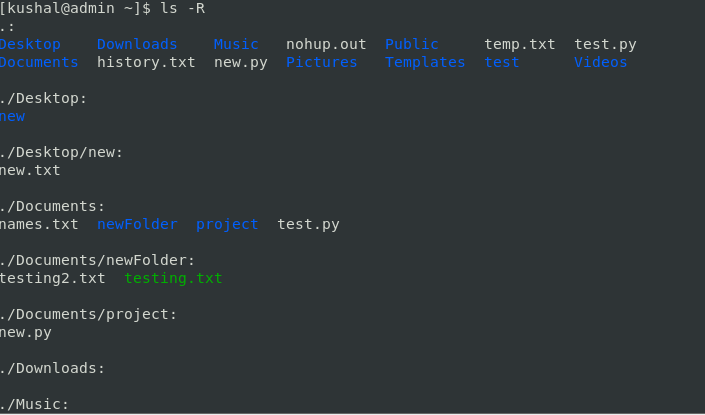 [kushal@admin ~]$ ls -R
.:
Desktop Downloads Music nohup.out Public temp.txt test.py
Documents history.txt new.py Pictures Templates test Videos
./Desktop:
new
./Desktop/new:
new.txt
./Documents:
names.txt newFolder project test.py
./Documents/newFolder:
testing2.txt testing.txt
./Documents/project:
new.py
./Downloads:
./Music: